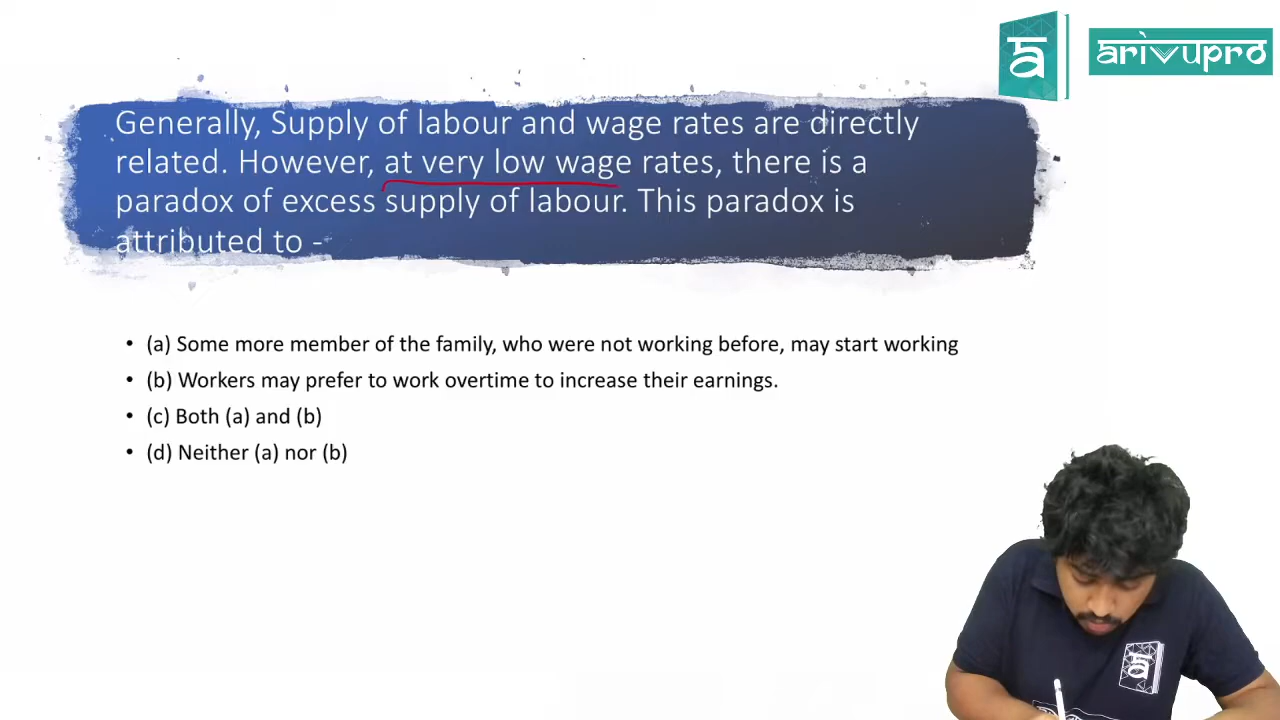 arivupro
Generally, Supply of labour and wage rates are directly
related. However, at very low wage rates, there is a
paradox of excess supply of labour. This paradox is
attributed to -
• (a) Some more member of the family, who were not working before, may start working
• (b) Workers may prefer to work overtime to increase their earnings.
• (c) Both (a) and (b)
• (d) Neither (a) nor (b)